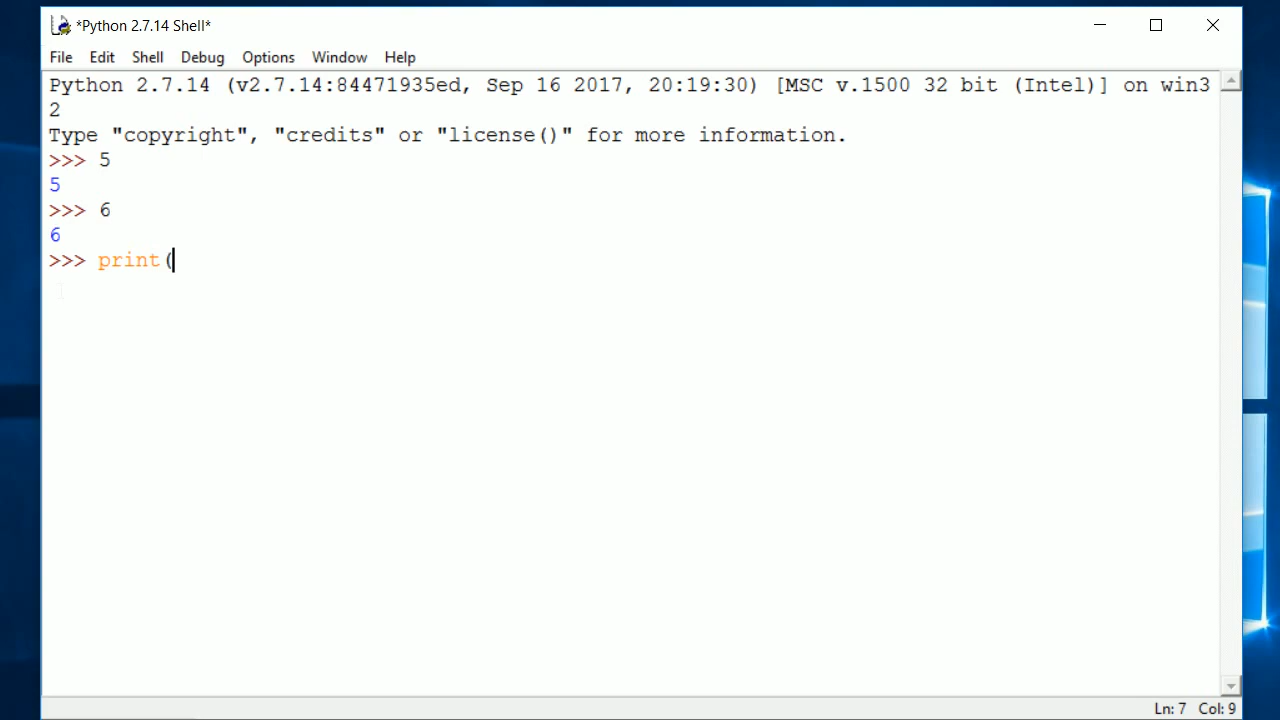 *Python 2.7.14 Shell*
File Edit Shell Debug Options Window Help
Python 2.7.14 (v2.7.14:84471935ed, Sep 16 2017, 20:19:30) [MSC v.1500 32 bit (Intel)] on win3
2
Type "copyright", "credits" or "license()" for more information.
>>> 5
5
>>> 6
6
>>> print(
Ln: 7 Col: 9